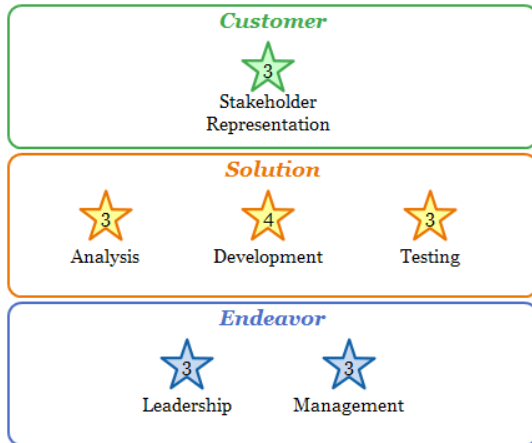 Customer
3
Stakeholder
Representation
Solution
3 4 3
Analysis Development Testing
Endeavor
3 3
Leadership Management